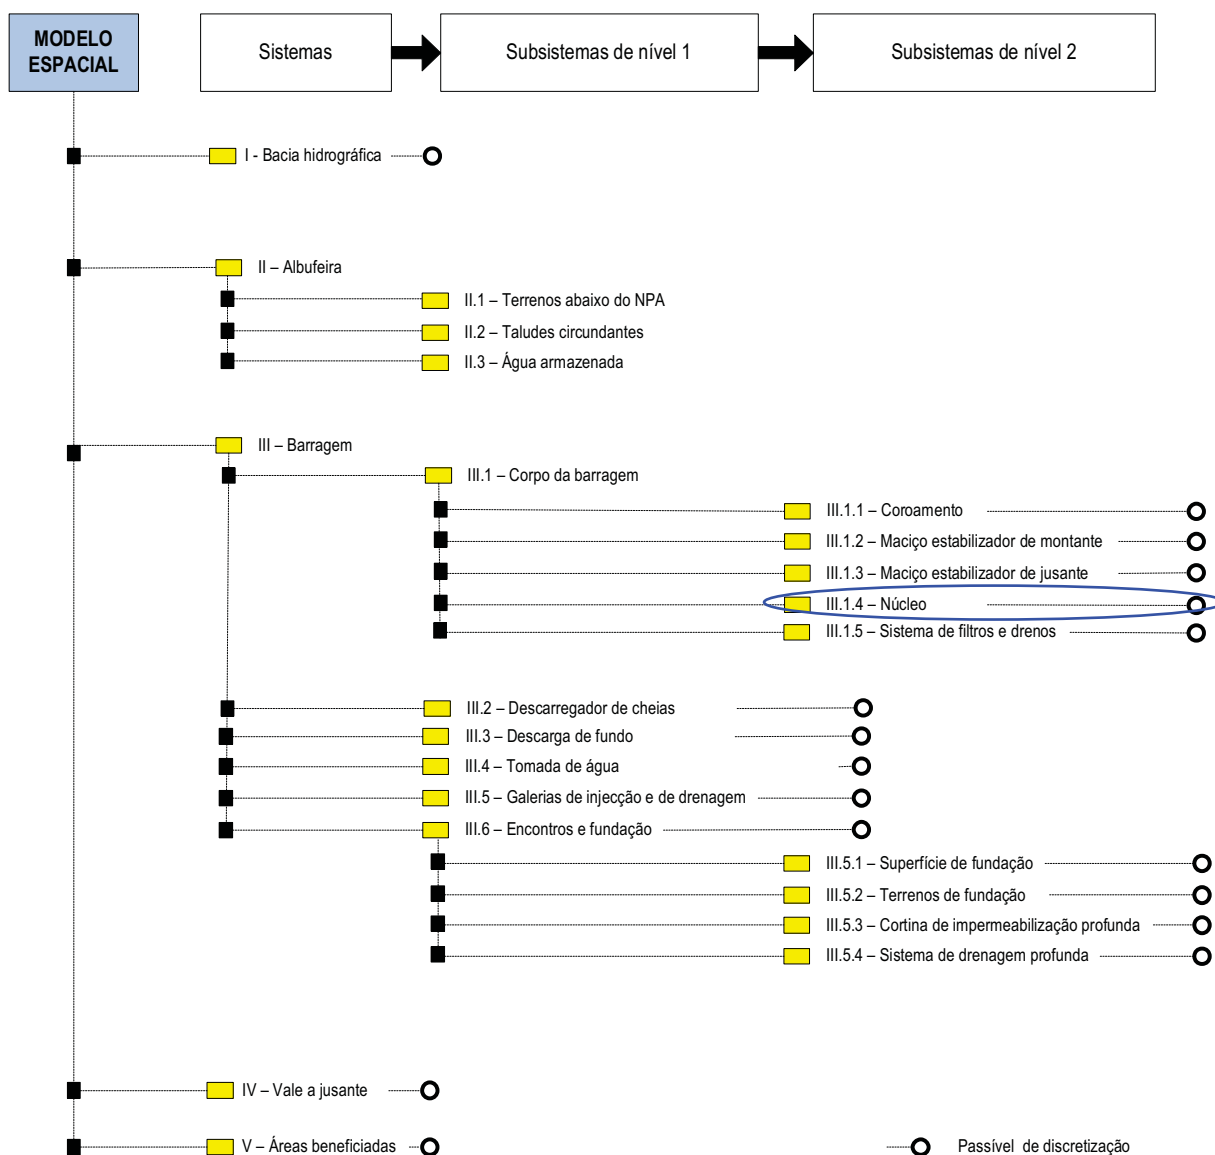 MODELO
ESPACIAL
Sistemas
Subsistemas de nível 1
Subsistemas de nível 2
I - Bacia hidrográfica
II – Albufeira
II.1 – Terrenos abaixo do NPA
II.2 – Taludes circundantes
II.3 – Água armazenada
III – Barragem
III.1 – Corpo da barragem
III.1.1 – Coroamento
III.1.2 – Maciço estabilizador de montante
III.1.3 – Maciço estabilizador de jusante
III.1.4 – Núcleo
III.1.5 – Sistema de filtros e drenos
III.2 – Descarregador de cheias
III.3 – Descarga de fundo
III.4 – Tomada de água
III.5 – Galerias de injecção e de drenagem
III.6 – Encontros e fundação
III.5.1 – Superfície de fundação
III.5.2 – Terrenos de fundação
III.5.3 – Cortina de impermeabilização profunda
III.5.4 – Sistema de drenagem profunda
IV – Vale a jusante
V – Áreas beneficiadas
Passível de discretização